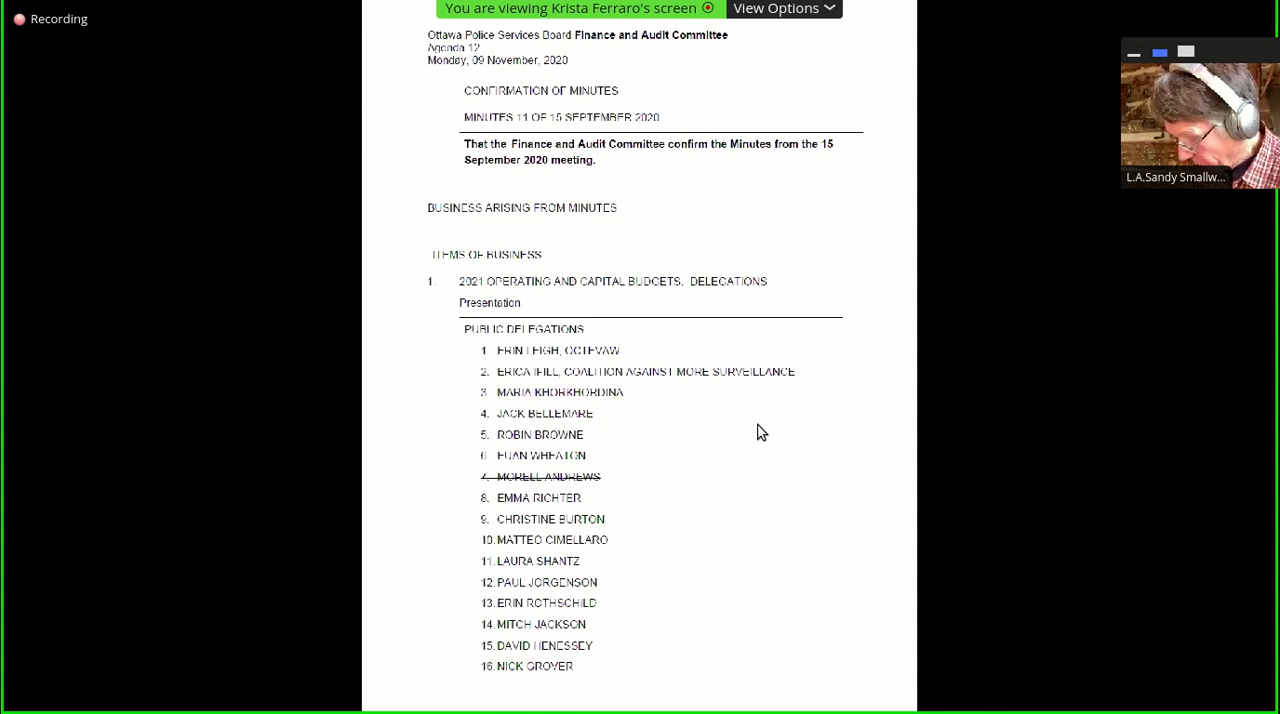 Recording
You are viewing Krista Ferraro's screen
View Options
Ottawa Police Services Board Finance and Audit Committee
Agenda 12
Monday, 09 November, 2020
CONFIRMATION OF MINUTES
MINUTES 11 OF 15 SEPTEMBER 2020
That the Finance and Audit Committee confirm the Minutes from the 15
September 2020 meeting.
BUSINESS ARISING FROM MINUTES
ITEMS OF BUSINESS
1. 2021 OPERATING AND CAPITAL BUDGETS: DELEGATIONS
Presentation
PUBLIC DELEGATIONS
1. ERIN LEIGH, OCTEVAW
2. ERICA IFILL, COALITION AGAINST MORE SURVEILLANCE
3. MARIA KHORKHORDINA
4. JACK BELLEMARE
5. ROBIN BROWNE
6. EUAN WHEATON
7. MORELL ANDREWS
8. EMMA RICHTER
9. CHRISTINE BURTON
10. MATTEO CIMELLARO
11. LAURA SHANTZ
12. PAUL JORGENSON
13. ERIN ROTHSCHILD
14. MITCH JACKSON
15. DAVID HENESSEY
16. NICK GROVER
L.A.Sandy Smallw...